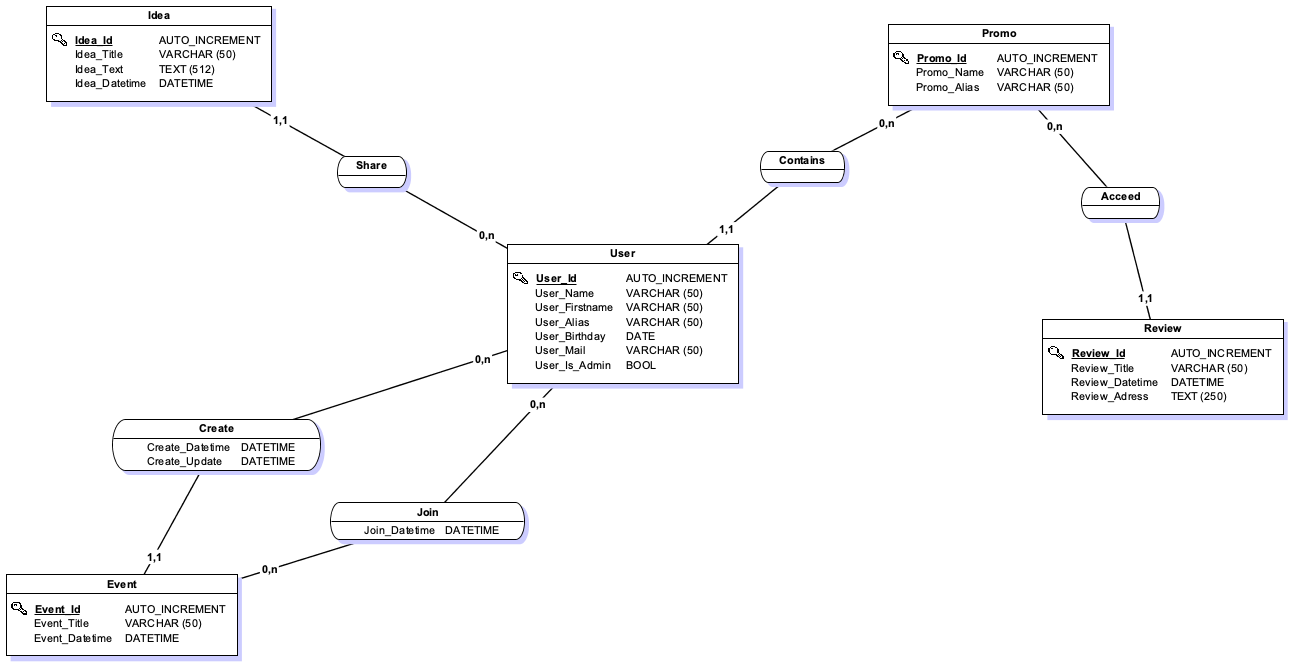 Idea
Idea_Id AUTO_INCREMENT
Idea_Title VARCHAR (50)
Idea_Text TEXT (512)
Idea_Datetime DATETIME
1,1
Share
0,n
Promo
Promo_Id AUTO_INCREMENT
Promo_Name VARCHAR (50)
Promo_Alias VARCHAR (50)
0,n
0,n
Contains
1,1
Acceed
1,1
User
User_Id AUTO_INCREMENT
User_Name VARCHAR (50)
User_Firstname VARCHAR (50)
User_Alias VARCHAR (50)
User_Birthday DATE
User_Mail VARCHAR (50)
User_Is_Admin BOOL
Review
Review_Id AUTO_INCREMENT
Review_Title VARCHAR (50)
Review_Datetime DATETIME
Review_Adress TEXT (250)
0,n
0,n
Create
Create_Datetime DATETIME
Create_Update DATETIME
1,1
Join
Join_Datetime DATETIME
0,n
Event
Event_Id AUTO_INCREMENT
Event_Title VARCHAR (50)
Event_Datetime DATETIME